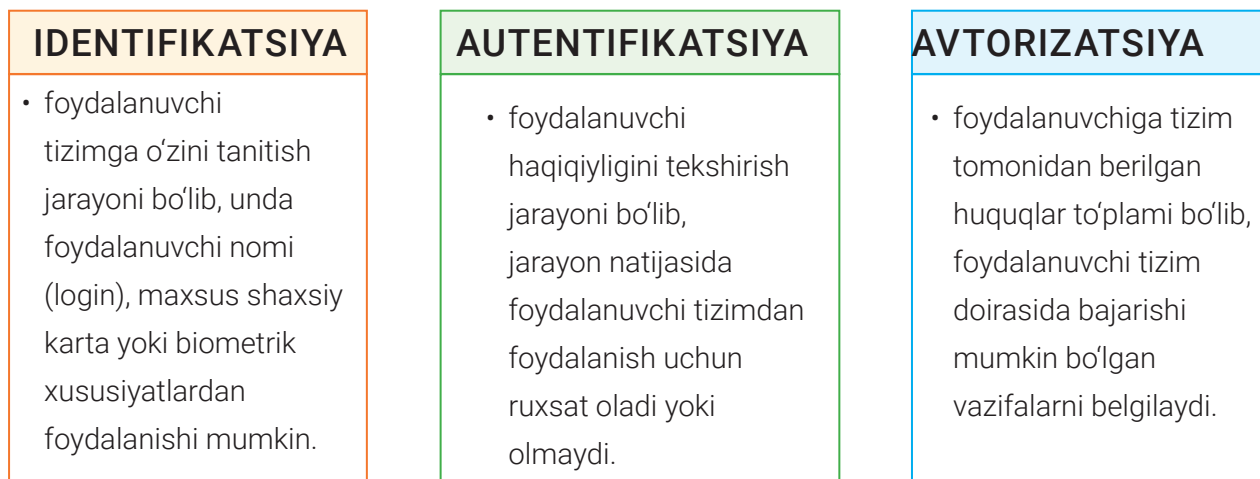 IDENTIFIKATSIYA
• foydalanuvchi
tizimga o‘zini tanitish
jarayoni bo‘lib, unda
foydalanuvchi nomi
(login), maxsus shaxsiy
karta yoki biometrik
xususiyatlardan
foydalanishi mumkin.
AUTENTIFIKATSIYA
• foydalanuvchi
haqiqiyligini tekshirish
jarayoni bo‘lib,
jarayon natijasida
foydalanuvchi tizimdan
foydalanish uchun
ruxsat oladi yoki
olmaydi.
AVTORIZATSIYA
• foydalanuvchiga tizim
tomonidan berilgan
huquqlar to‘plami bo‘lib,
foydalanuvchi tizim
doirasida bajarishi
mumkin bo‘lgan
vazifalarni belgilaydi.